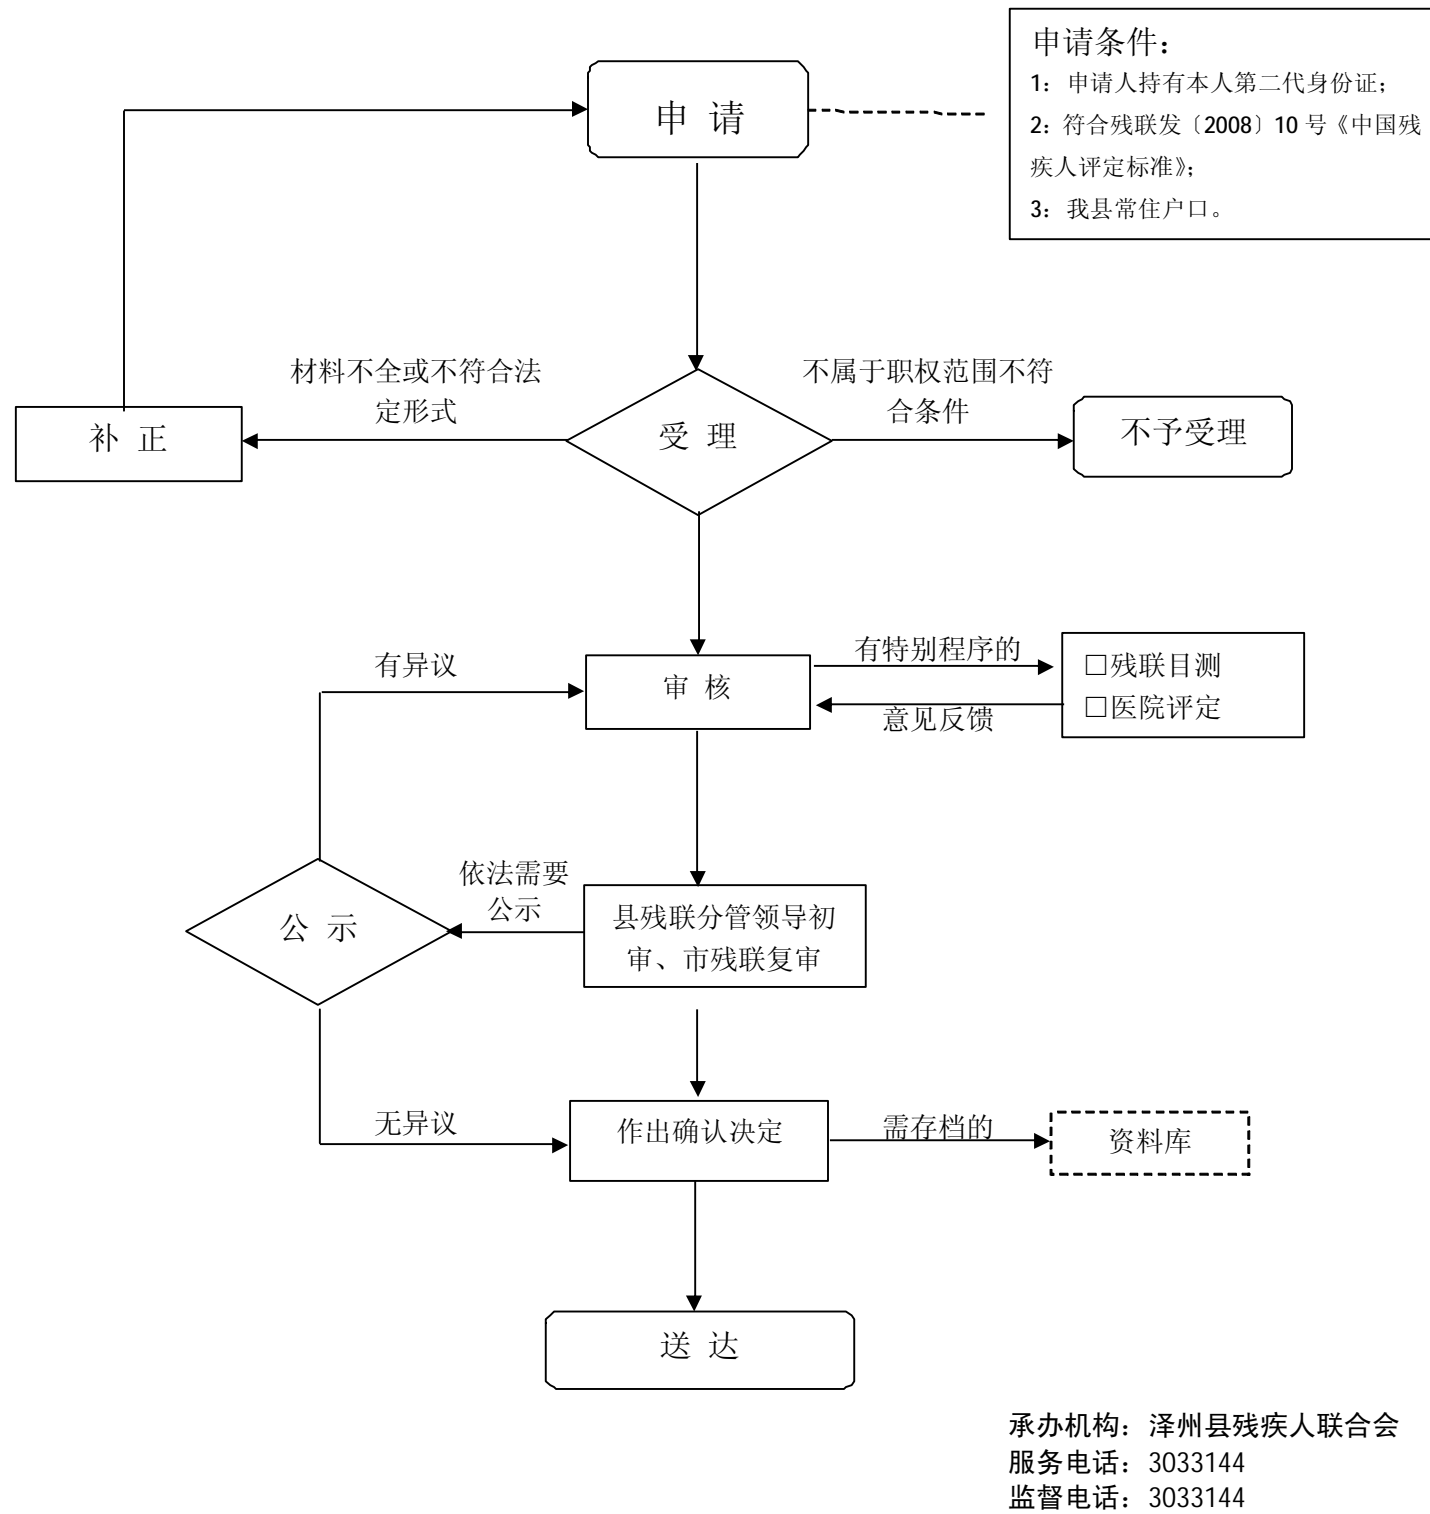 申请条件：
1：申请人持有本人第二代身份证；
2：符合残联发〔2008〕10 号《中国残
疾人评定标准》；
3：我县常住户口。
申 请
材料不全或不符合法
定形式
不属于职权范围不符
合条件
补 正
受 理
不予受理
有异议
审 核
有特别程序的
意见反馈
□残联目测
□医院评定
依法需要
公示
公 示
县残联分管领导初
审、市残联复审
无异议
作出确认决定
需存档的
资料库
送 达
承办机构：泽州县残疾人联合会
服务电话：3033144
监督电话：3033144